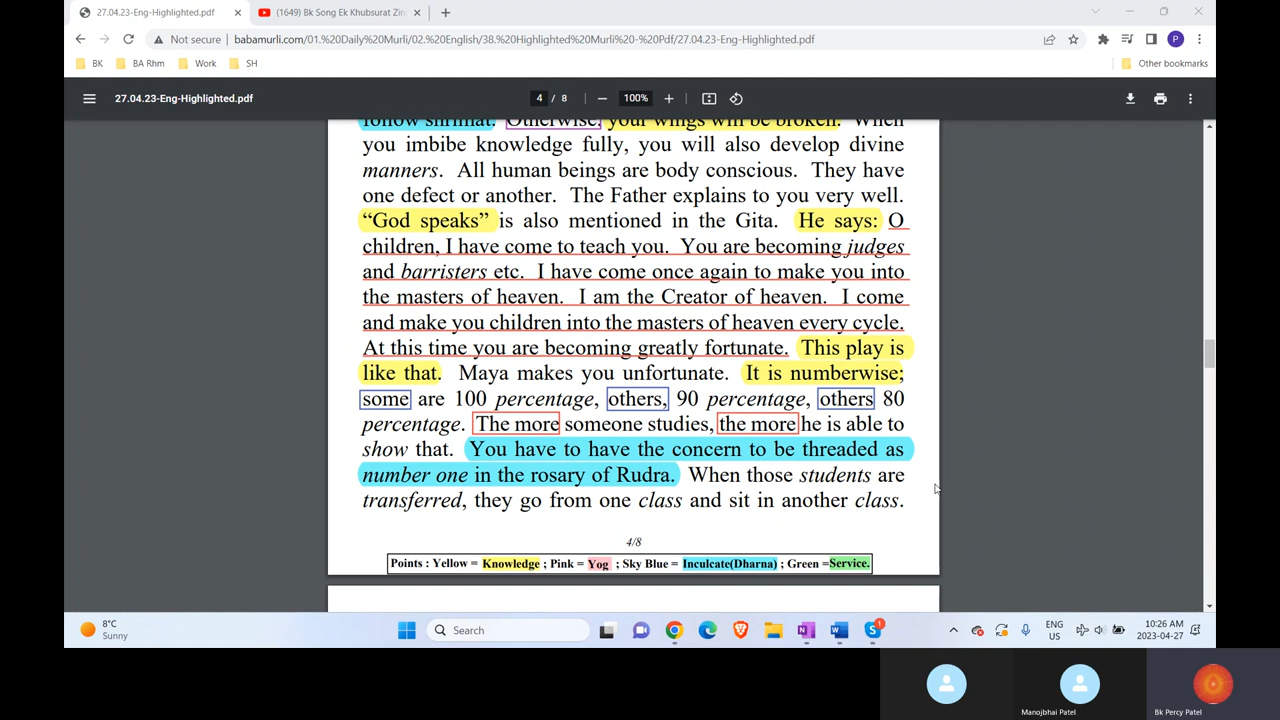 27.04.23-Eng-Highlighted.pdf
(1649) Bk Song Ek Khubsurat Zin
Not secure
babamurli.com/01.%20Daily%20Murli/02.%20English/38.%20Highlighted%20Murli%20-%20Pdf/27.04.23-Eng-Highlighted.pdf
P
BK
BA Rhm
Work
SH
Other bookmarks
27.04.23-Eng-Highlighted.pdf
4 / 8
100%
follow shrimat. Otherwise, your wings will be broken. When
you imbibe knowledge fully, you will also develop divine
manners. All human beings are body conscious. They have
one defect or another. The Father explains to you very well.
“God speaks” is also mentioned in the Gita. He says: O
children, I have come to teach you. You are becoming judges
and barristers etc. I have come once again to make you into
the masters of heaven. I am the Creator of heaven. I come
and make you children into the masters of heaven every cycle.
At this time you are becoming greatly fortunate. This play is
like that. Maya makes you unfortunate. It is numberwise;
some are 100 percentage, others, 90 percentage, others 80
percentage. The more someone studies, the more he is able to
show that. You have to have the concern to be threaded as
number one in the rosary of Rudra. When those students are
transferred, they go from one class and sit in another class.
4/8
Points : Yellow = Knowledge ; Pink = Yog ; Sky Blue = Inculcate(Dharna) ; Green =Service.
8°C
Sunny
Search
1
ENG
US
10:26 AM
2023-04-27
Manojbhai Patel
Bk Percy Patel